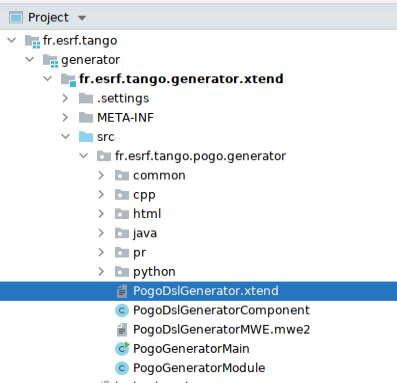 Project
fr.esrf.tango
generator
fr.esrf.tango.generator.xtend
.settings
META-INF
src
fr.esrf.tango.pogo.generator
common
cpp
html
java
pr
python
PogoDslGenerator.xtend
PogoDslGeneratorComponent
PogoDslGeneratorMWE.mwe2
PogoGeneratorMain
PogoGeneratorModule